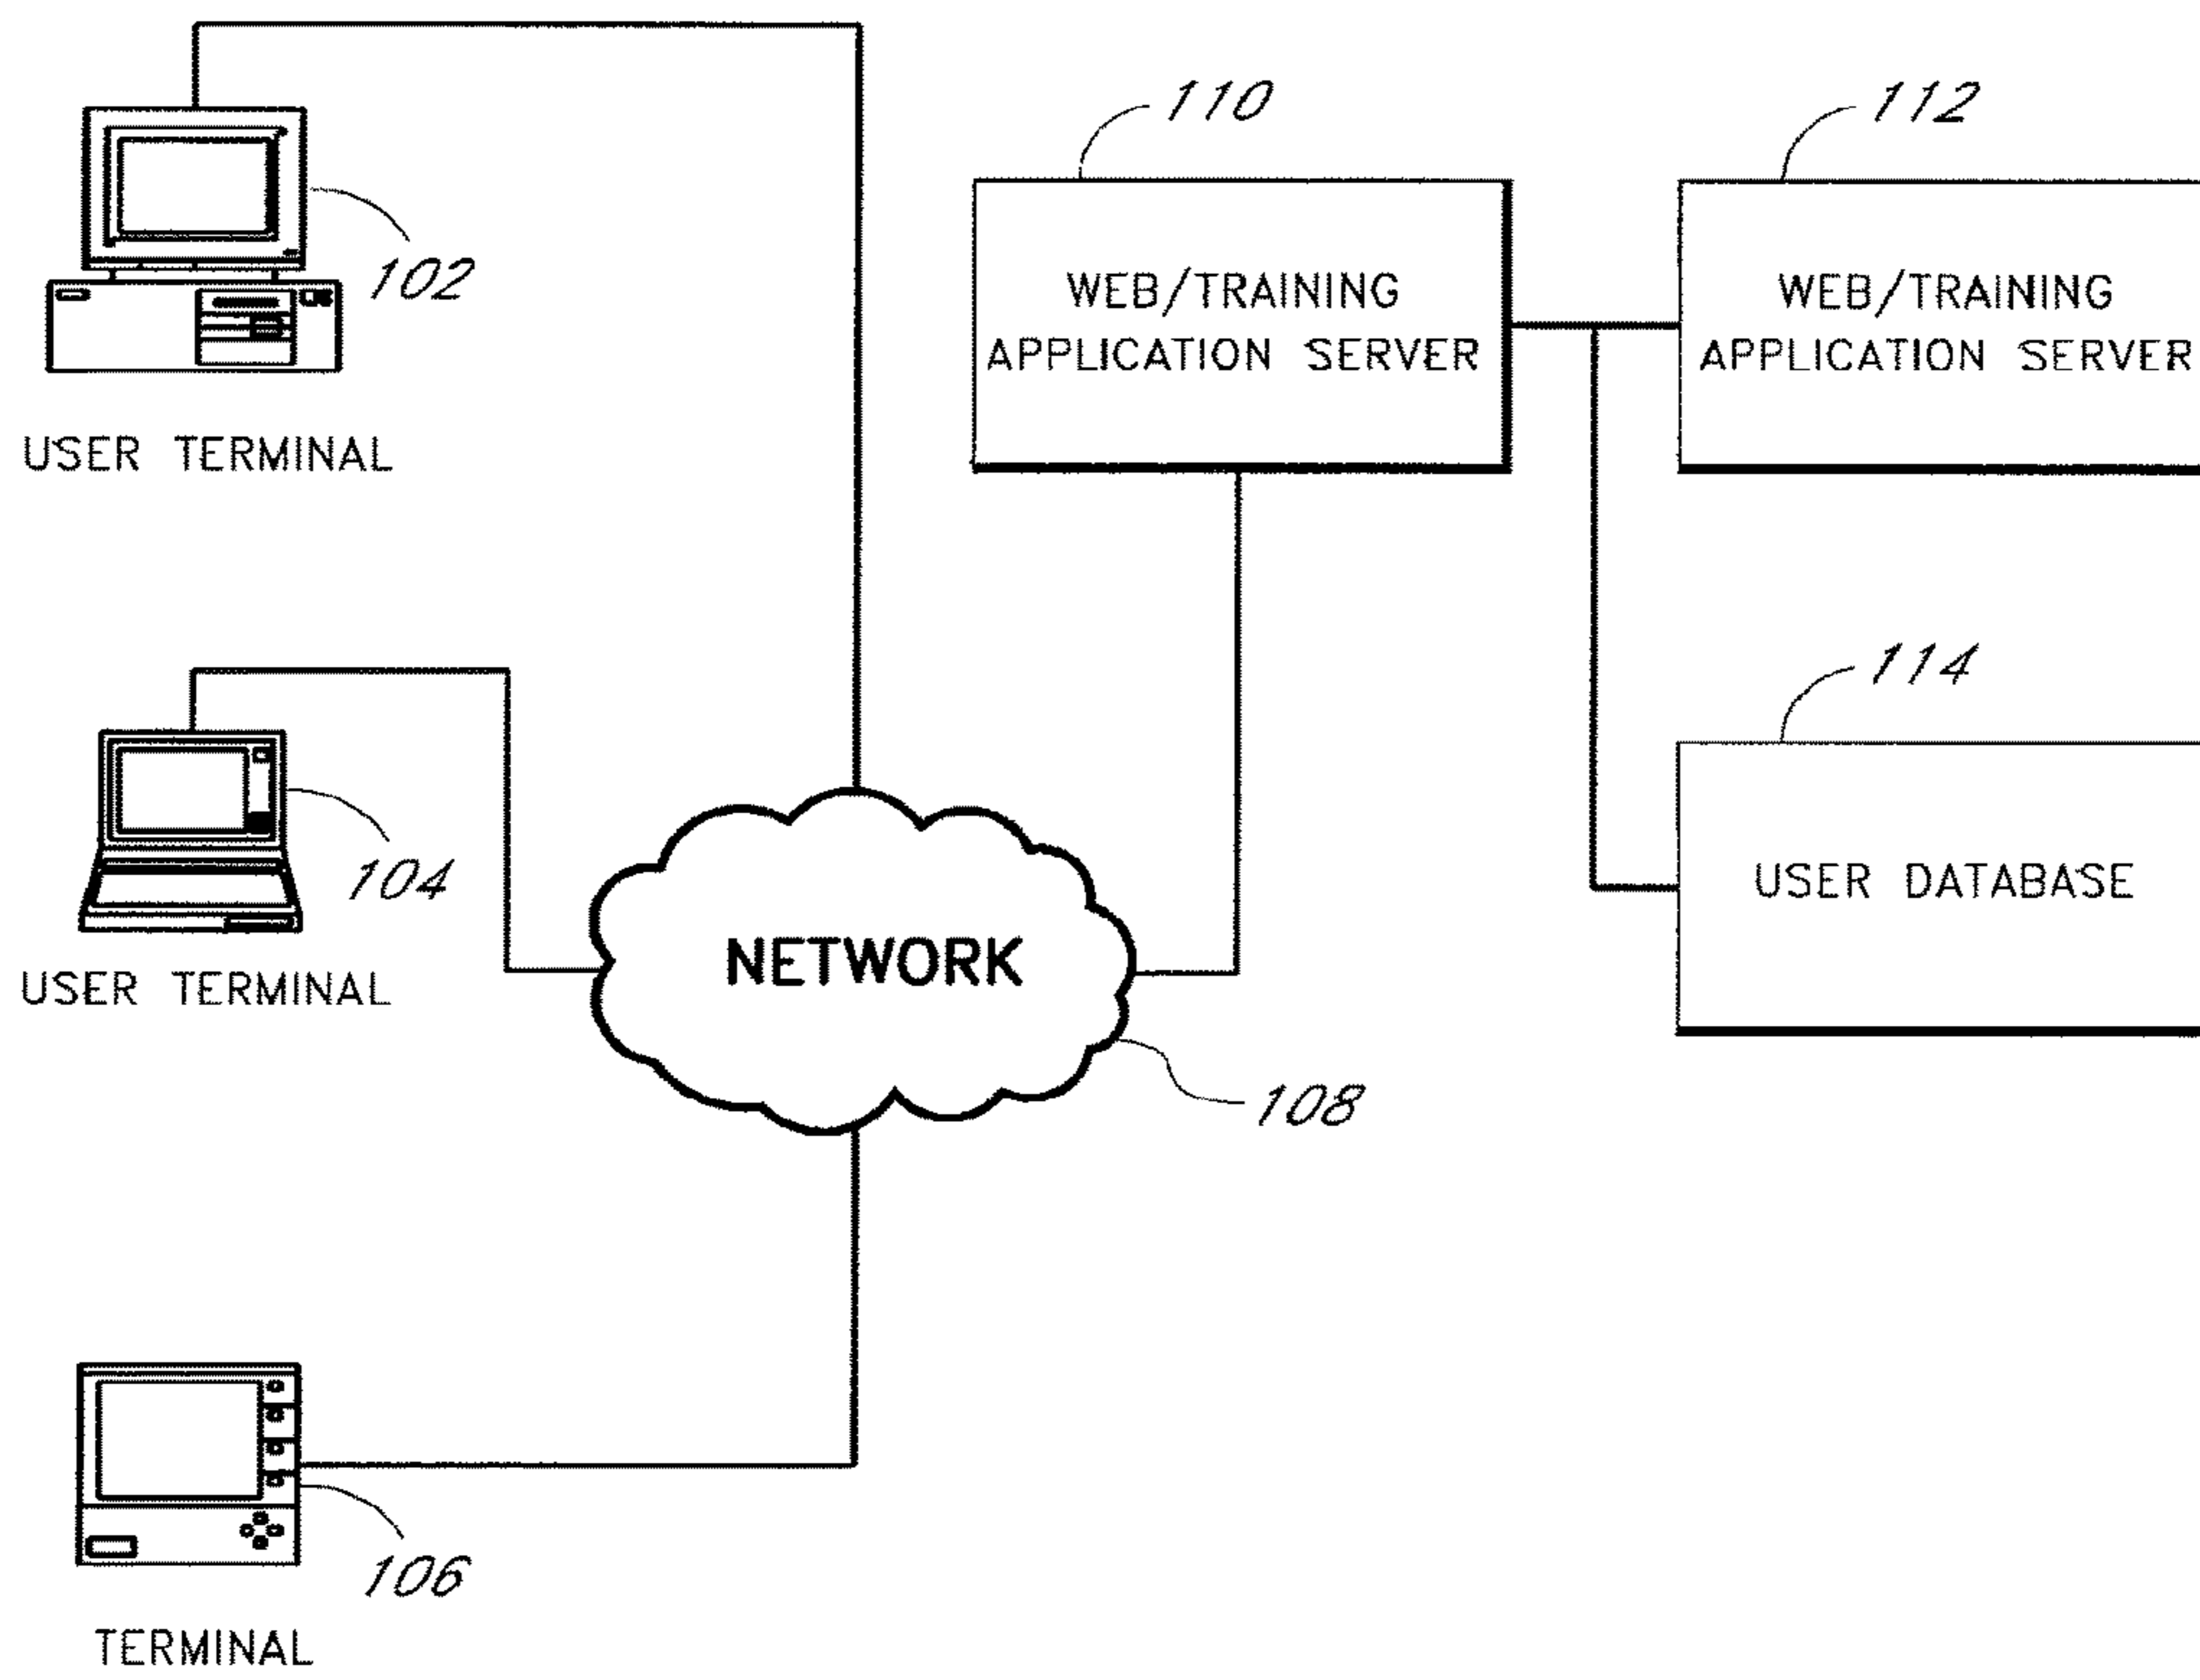 110
112
102
WEB/TRAINING
APPLICATION SERVER
WEB/TRAINING
APPLICATION SERVER
USER TERMINAL
114
104
USER DATABASE
NETWORK
USER TERMINAL
108
106
TERMINAL